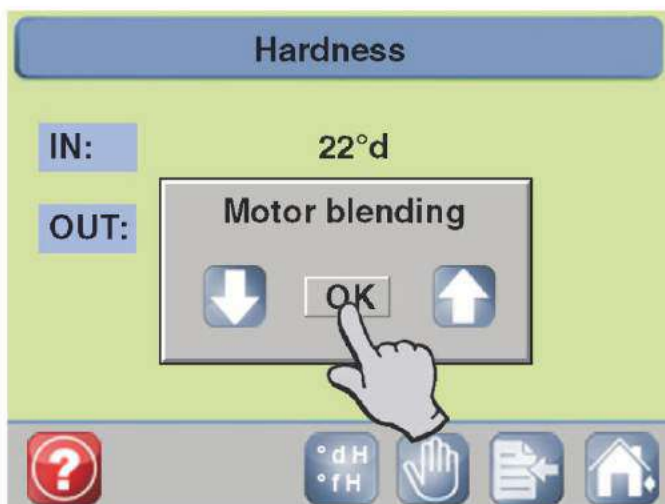 Hardness
IN: 22°d
OUT:
Motor blending
OK
?
°dH
°fH